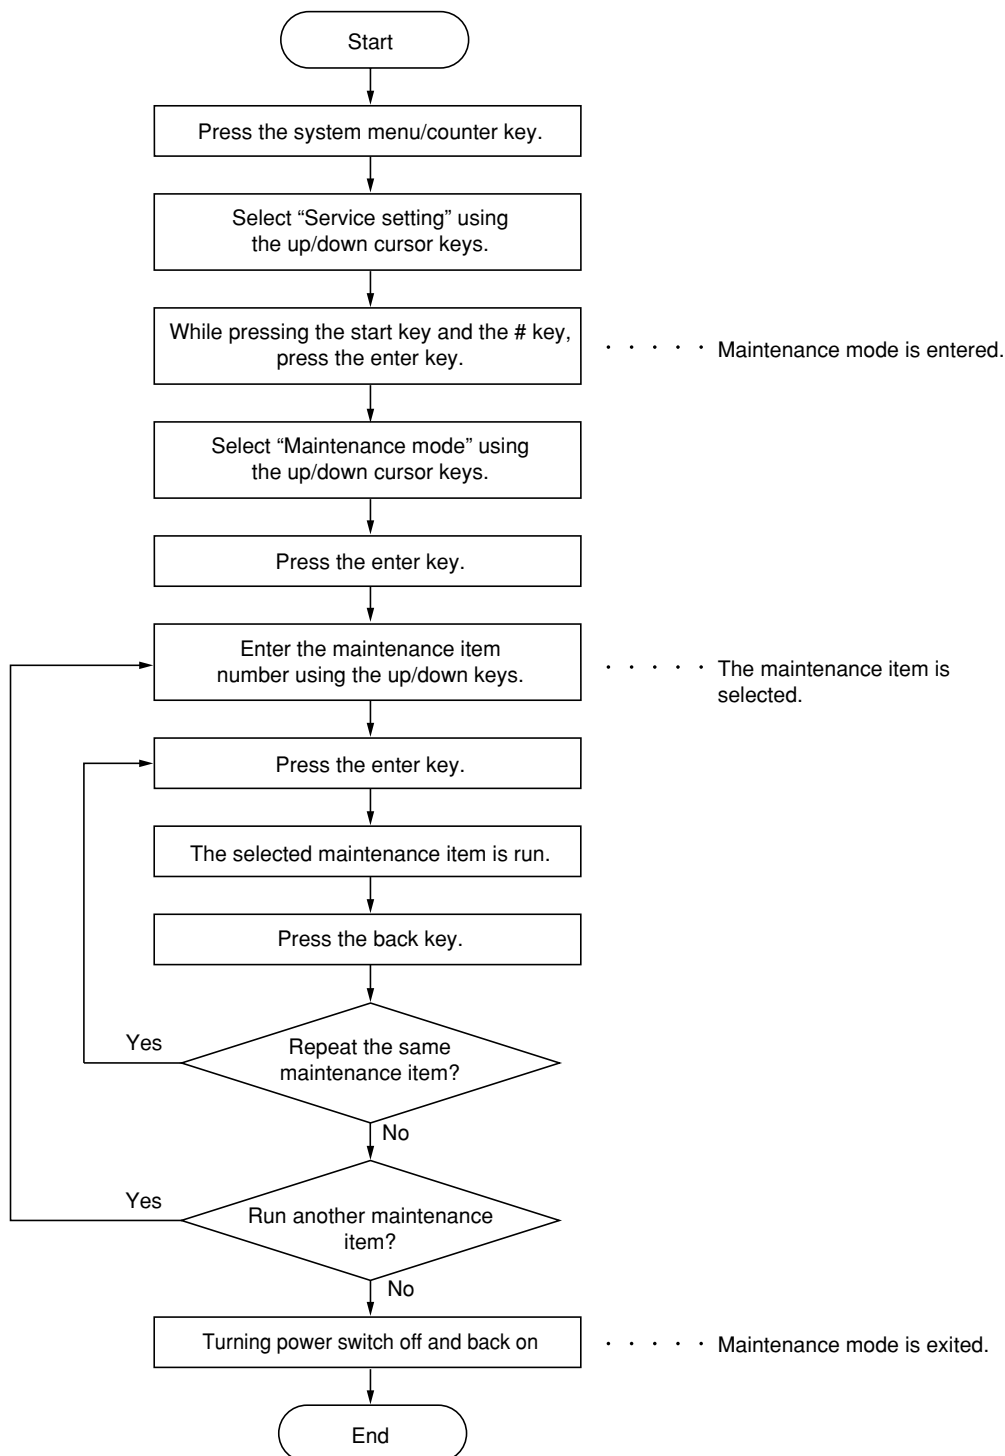 Start
Press the system menu/counter key.
Select “Service setting” using
the up/down cursor keys.
While pressing the start key and the # key,
press the enter key.
· · · · · Maintenance mode is entered.
Select “Maintenance mode” using
the up/down cursor keys.
Press the enter key.
Enter the maintenance item
number using the up/down keys.
· · · · · The maintenance item is
selected.
Press the enter key.
The selected maintenance item is run.
Press the back key.
Yes
Repeat the same
maintenance item?
No
Yes
Run another maintenance
item?
No
Turning power switch off and back on
· · · · · Maintenance mode is exited.
End